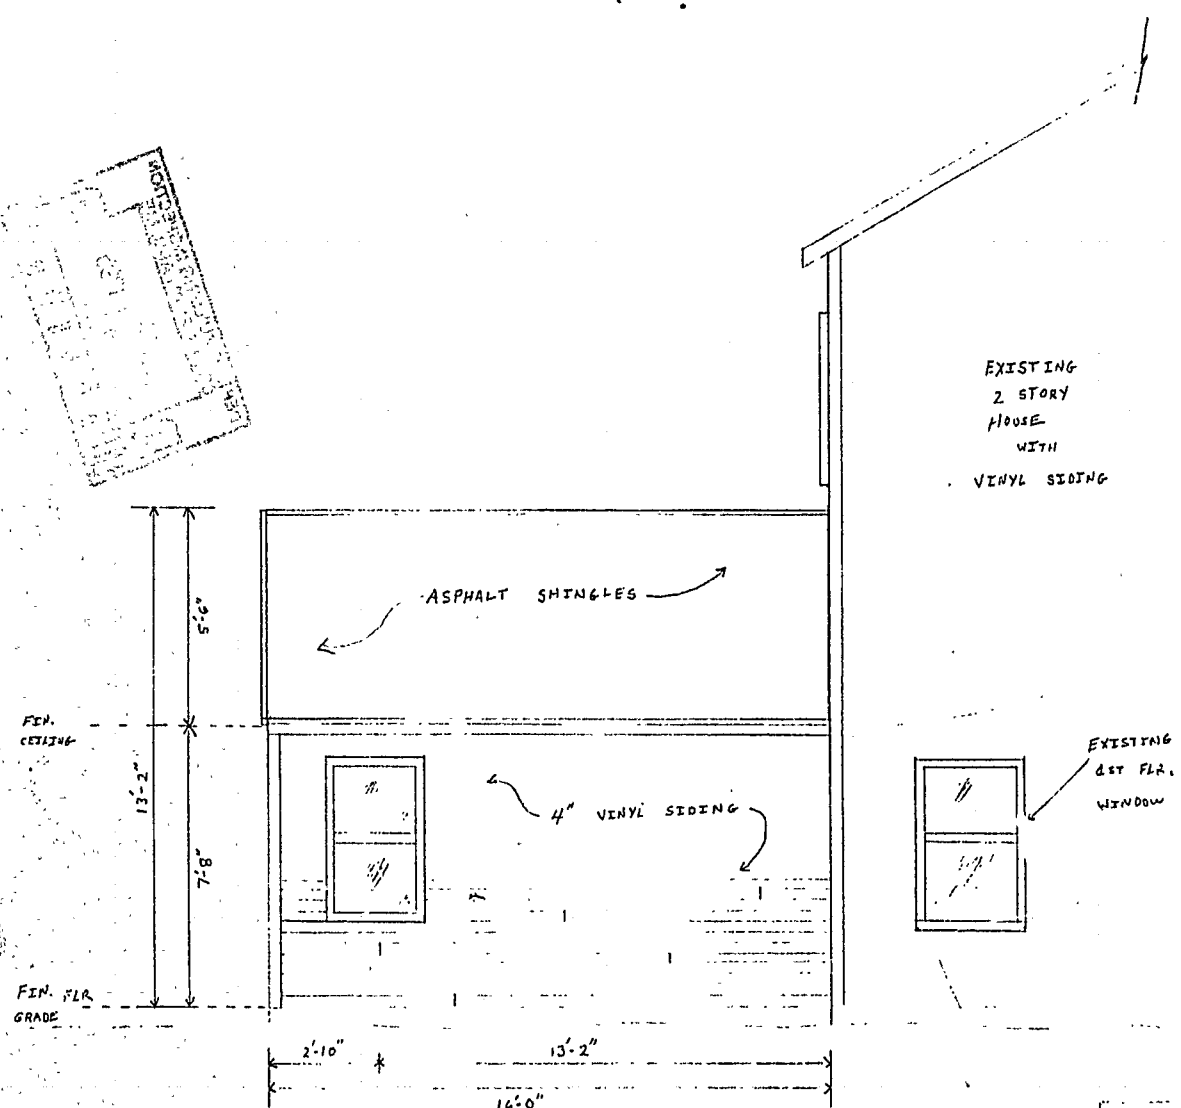 EXISTING
2 STORY
HOUSE
WITH
VINYL SIDING
ASPHALT SHINGLES
5'-6"
FIN.
CEILING
13'-2"
7'-8"
4" VINYL SIDING
EXISTING
1ST FLR.
WINDOW
FIN. FLR
GRADE
2'-10"
13'-2"
16'-0"